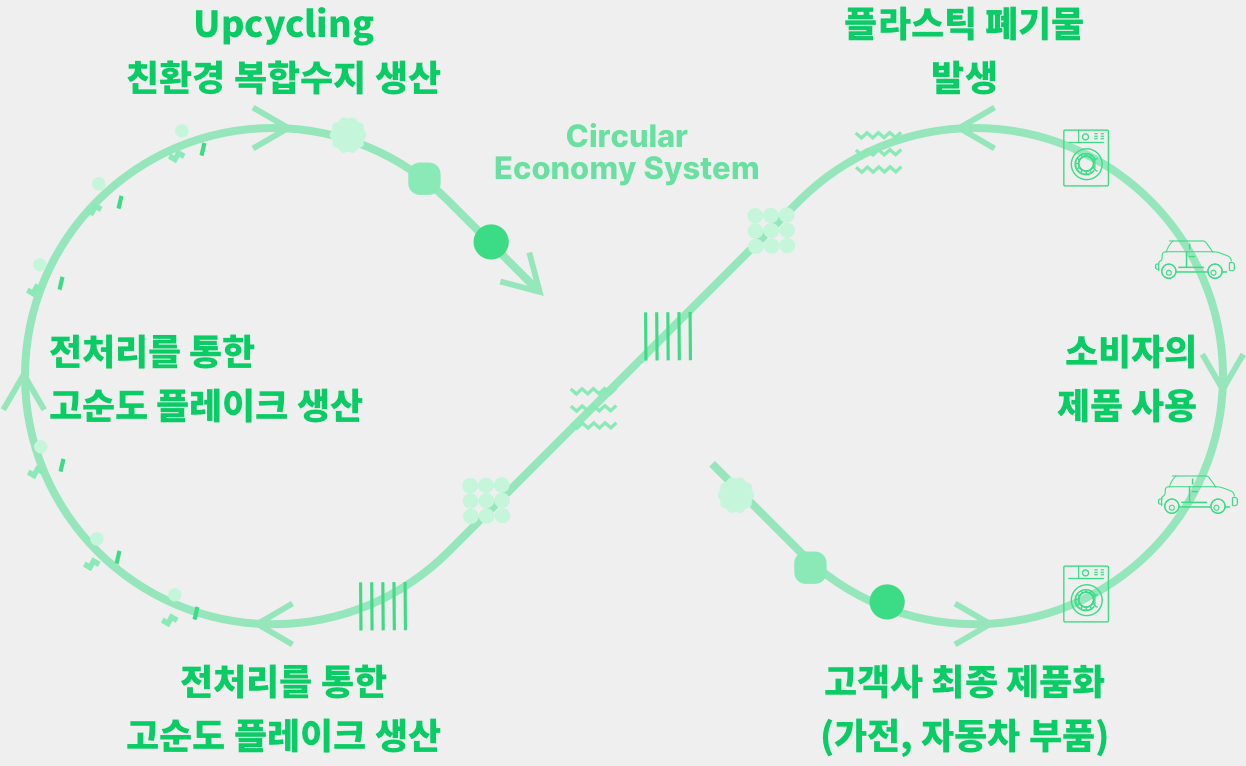 Upcycling
친환경 복합수지 생산
플라스틱 폐기물
발생
Circular
Economy System
전처리를 통한
고순도 플레이크 생산
소비자의
제품 사용
전처리를 통한
고순도 플레이크 생산
고객사 최종 제품화
(가전, 자동차 부품)